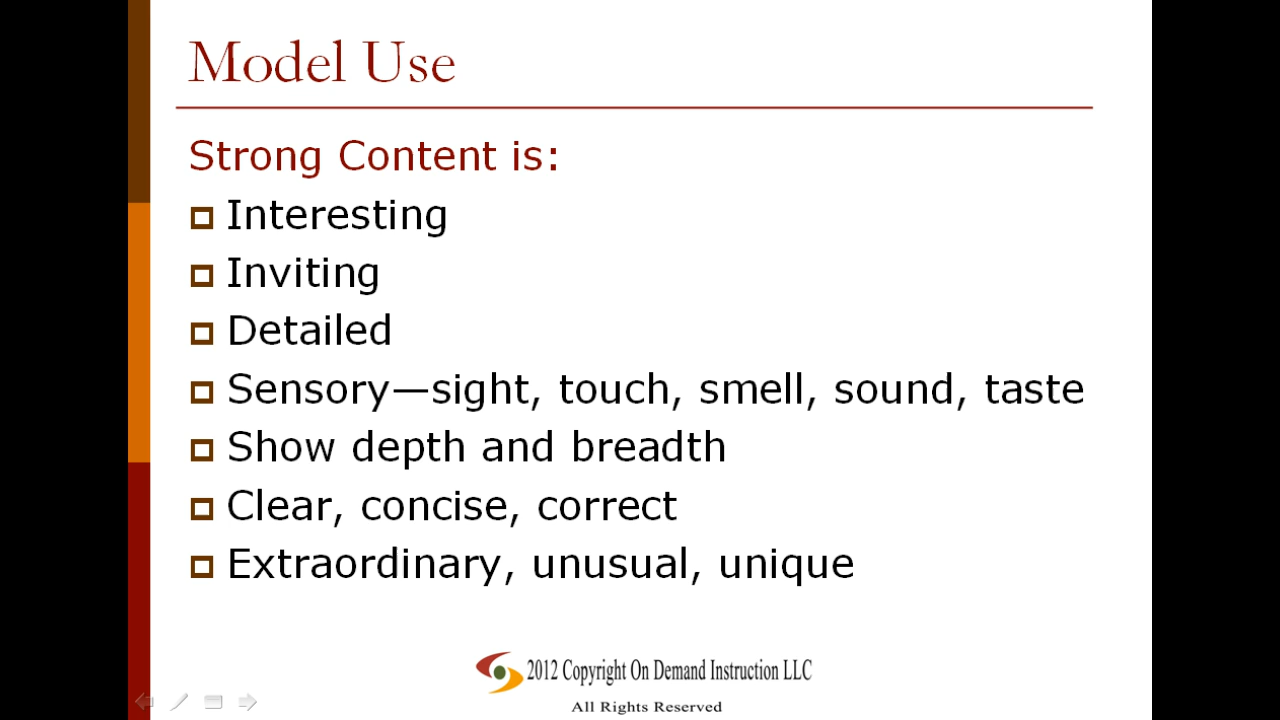 Model Use
Strong Content is:
Interesting
Inviting
Detailed
Sensory—sight, touch, smell, sound, taste
Show depth and breadth
Clear, concise, correct
Extraordinary, unusual, unique
2012 Copyright On Demand Instruction LLC
All Rights Reserved